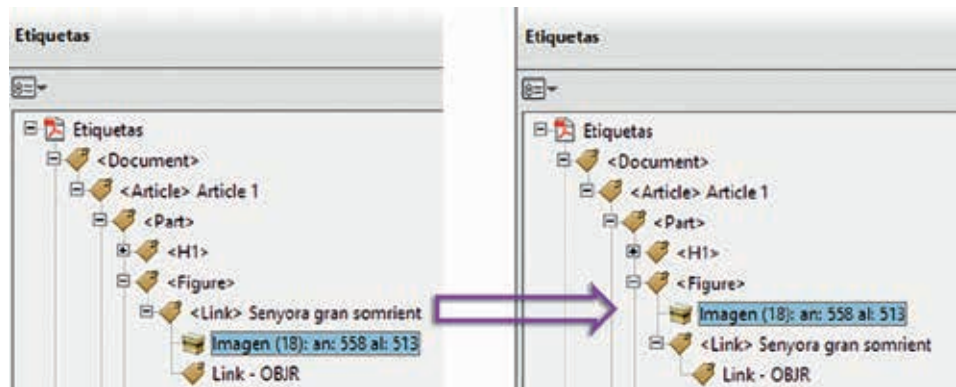 Etiquetas
Etiquetas
<Document>
<Article> Article 1
<Part>
<H1>
<Figure>
<Link> Senyora gran somrient
Imagen (18): an: 558 al: 513
Link - OBJR
Etiquetas
Etiquetas
<Document>
<Article> Article 1
<Part>
<H1>
<Figure>
Imagen (18): an: 558 al: 513
<Link> Senyora gran somrient
Link - OBJR